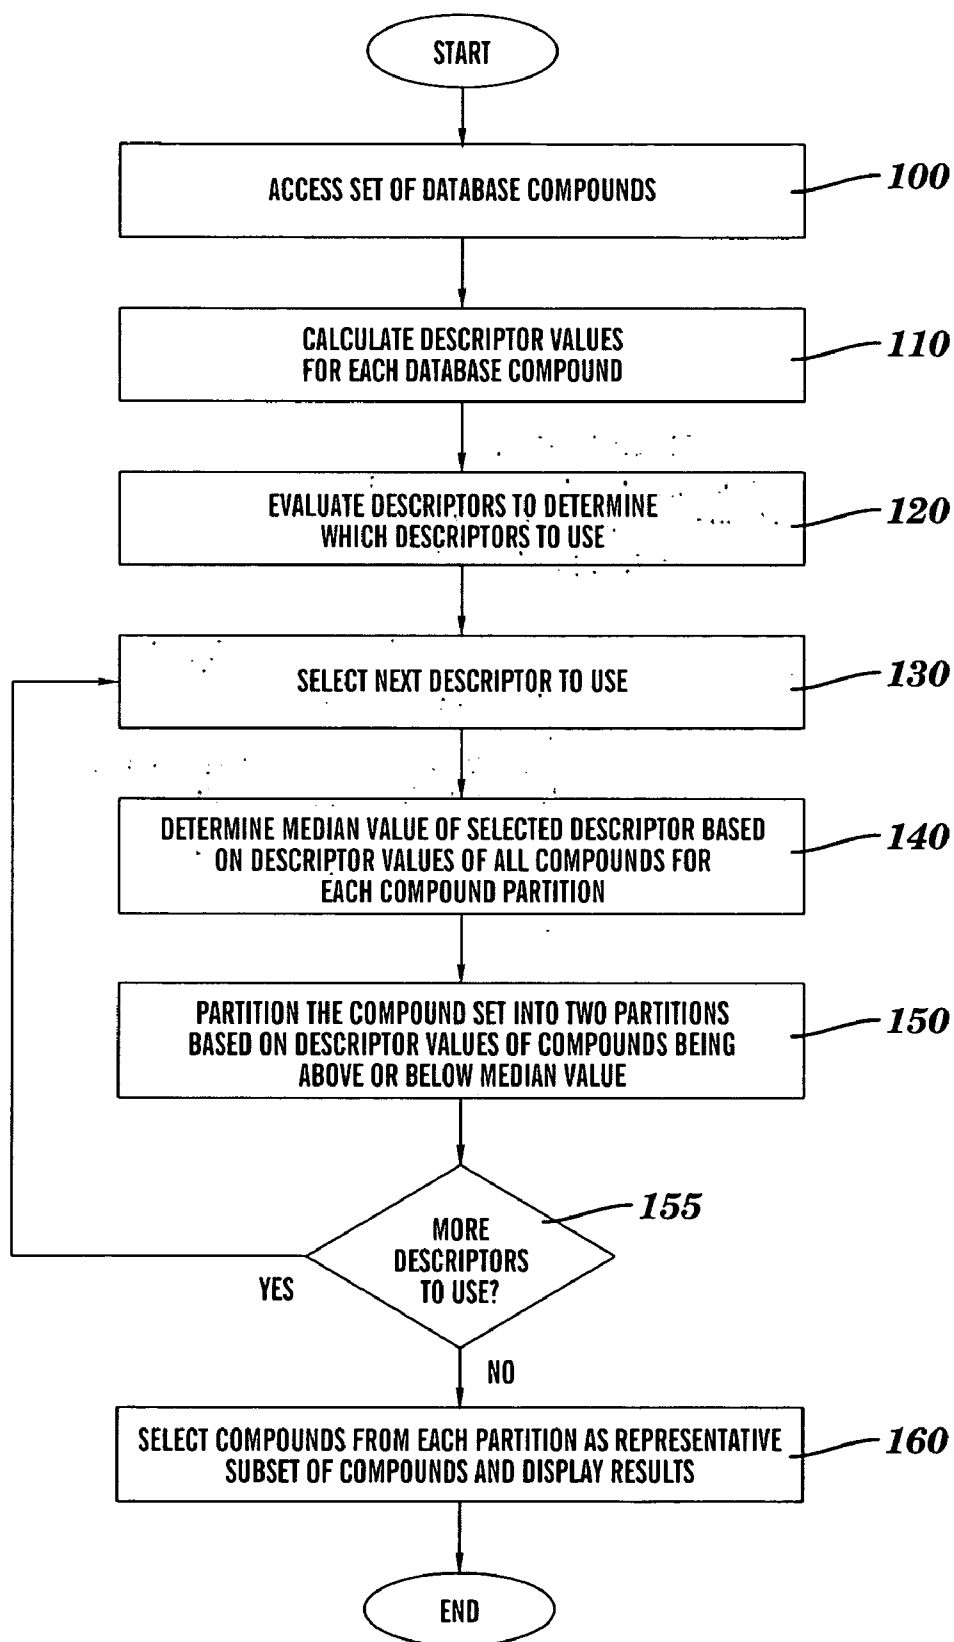 START
ACCESS SET OF DATABASE COMPOUNDS
100
CALCULATE DESCRIPTOR VALUES
FOR EACH DATABASE COMPOUND
110
EVALUATE DESCRIPTORS TO DETERMINE
WHICH DESCRIPTORS TO USE
120
SELECT NEXT DESCRIPTOR TO USE
130
DETERMINE MEDIAN VALUE OF SELECTED DESCRIPTOR BASED
ON DESCRIPTOR VALUES OF ALL COMPOUNDS FOR
EACH COMPOUND PARTITION
140
PARTITION THE COMPOUND SET INTO TWO PARTITIONS
BASED ON DESCRIPTOR VALUES OF COMPOUNDS BEING
ABOVE OR BELOW MEDIAN VALUE
150
MORE
DESCRIPTORS
TO USE?
155
YES
NO
SELECT COMPOUNDS FROM EACH PARTITION AS REPRESENTATIVE
SUBSET OF COMPOUNDS AND DISPLAY RESULTS
160
END